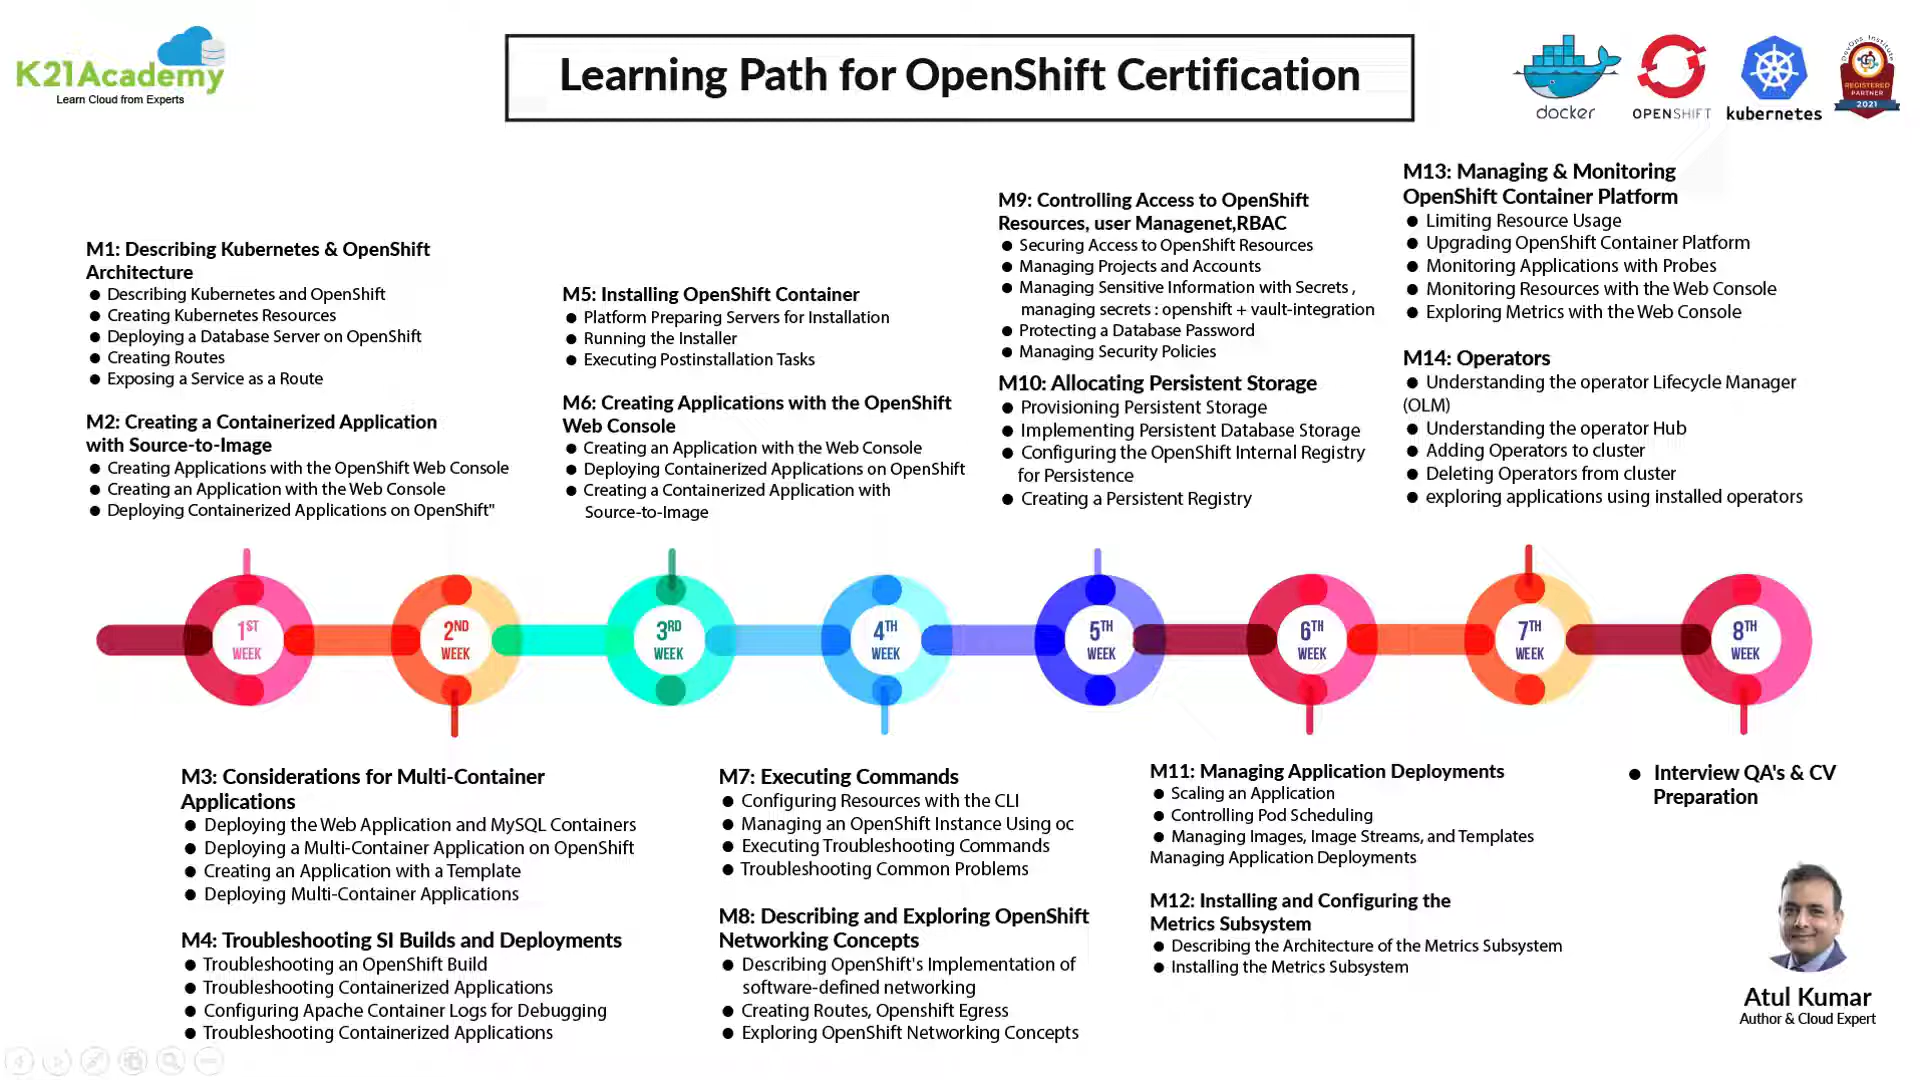 K21Academy
Learn Cloud from Experts
Learning Path for OpenShift Certification
docker
OPENSHIFT
kubernetes
DevOps Institute
REGISTERED
PARTNER
2021
M1: Describing Kubernetes & OpenShift
Architecture
● Describing Kubernetes and OpenShift
● Creating Kubernetes Resources
● Deploying a Database Server on OpenShift
● Creating Routes
● Exposing a Service as a Route
M2: Creating a Containerized Application
with Source-to-Image
● Creating Applications with the OpenShift Web Console
● Creating an Application with the Web Console
● Deploying Containerized Applications on OpenShift"
M5: Installing OpenShift Container
● Platform Preparing Servers for Installation
● Running the Installer
● Executing Postinstallation Tasks
M6: Creating Applications with the OpenShift
Web Console
● Creating an Application with the Web Console
● Deploying Containerized Applications on OpenShift
● Creating a Containerized Application with
Source-to-Image
M9: Controlling Access to OpenShift
Resources, user Managenet,RBAC
● Securing Access to OpenShift Resources
● Managing Projects and Accounts
● Managing Sensitive Information with Secrets ,
managing secrets : openshift + vault-integration
● Protecting a Database Password
● Managing Security Policies
M10: Allocating Persistent Storage
● Provisioning Persistent Storage
● Implementing Persistent Database Storage
● Configuring the OpenShift Internal Registry
for Persistence
● Creating a Persistent Registry
M13: Managing & Monitoring
OpenShift Container Platform
● Limiting Resource Usage
● Upgrading OpenShift Container Platform
● Monitoring Applications with Probes
● Monitoring Resources with the Web Console
● Exploring Metrics with the Web Console
M14: Operators
● Understanding the operator Lifecycle Manager
(OLM)
● Understanding the operator Hub
● Adding Operators to cluster
● Deleting Operators from cluster
● exploring applications using installed operators
1ST
WEEK
2ND
WEEK
3RD
WEEK
4TH
WEEK
5TH
WEEK
6TH
WEEK
7TH
WEEK
8TH
WEEK
M3: Considerations for Multi-Container
Applications
● Deploying the Web Application and MySQL Containers
● Deploying a Multi-Container Application on OpenShift
● Creating an Application with a Template
● Deploying Multi-Container Applications
M4: Troubleshooting SI Builds and Deployments
● Troubleshooting an OpenShift Build
● Troubleshooting Containerized Applications
● Configuring Apache Container Logs for Debugging
● Troubleshooting Containerized Applications
M7: Executing Commands
● Configuring Resources with the CLI
● Managing an OpenShift Instance Using oc
● Executing Troubleshooting Commands
● Troubleshooting Common Problems
M8: Describing and Exploring OpenShift
Networking Concepts
● Describing OpenShift's Implementation of
software-defined networking
● Creating Routes, Openshift Egress
● Exploring OpenShift Networking Concepts
M11: Managing Application Deployments
● Scaling an Application
● Controlling Pod Scheduling
● Managing Images, Image Streams, and Templates
Managing Application Deployments
M12: Installing and Configuring the
Metrics Subsystem
● Describing the Architecture of the Metrics Subsystem
● Installing the Metrics Subsystem
● Interview QA's & CV
Preparation
Atul Kumar
Author & Cloud Expert